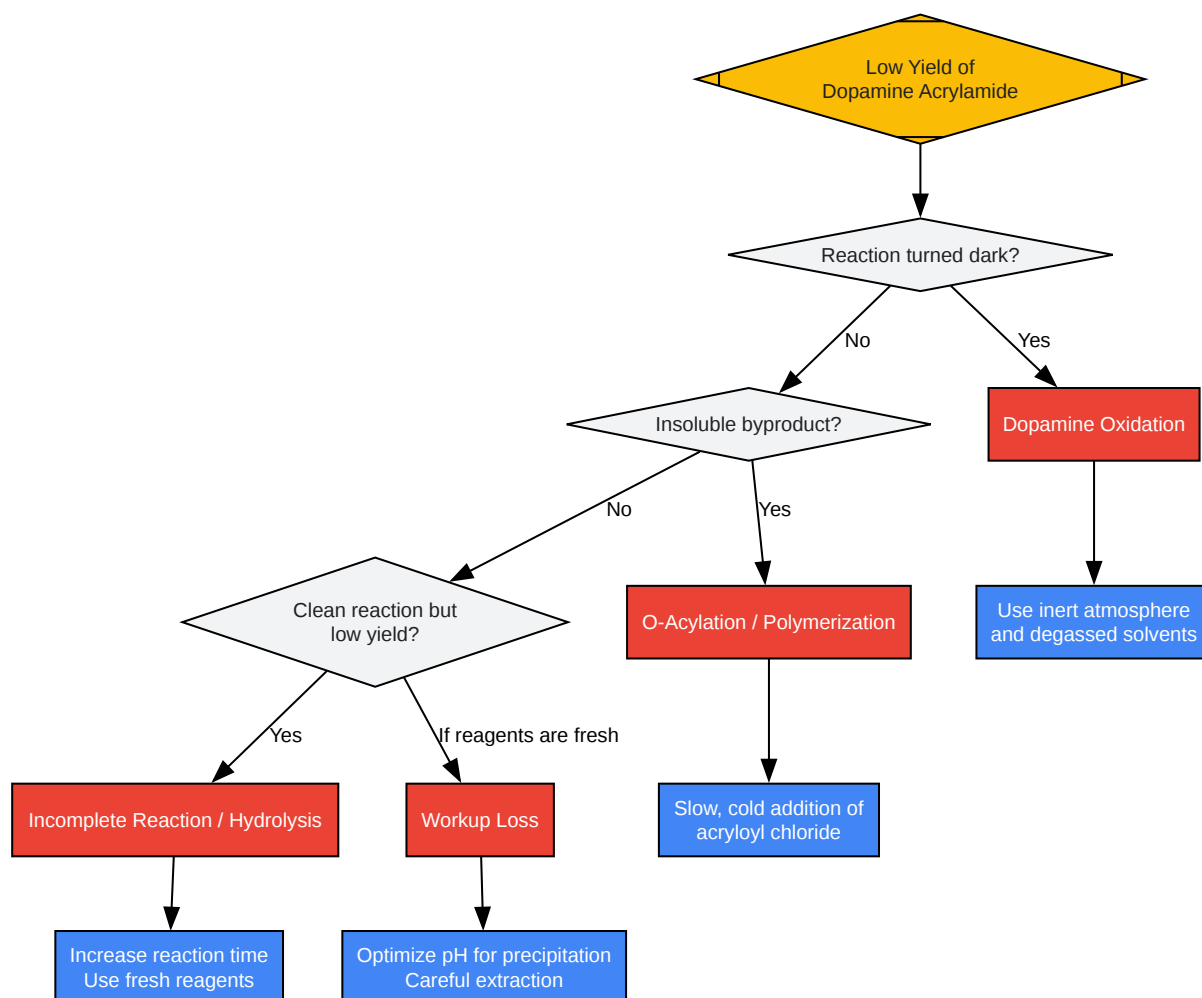 Low Yield of
Dopamine Acrylamide
Reaction turned dark?
No
Yes
Insoluble byproduct?
Dopamine Oxidation
No
Yes
Clean reaction but
low yield?
O-Acylation / Polymerization
Use inert atmosphere
and degassed solvents
Yes
If reagents are fresh
Incomplete Reaction / Hydrolysis
Workup Loss
Slow, cold addition of
acryloyl chloride
Increase reaction time
Use fresh reagents
Optimize pH for precipitation
Careful extraction